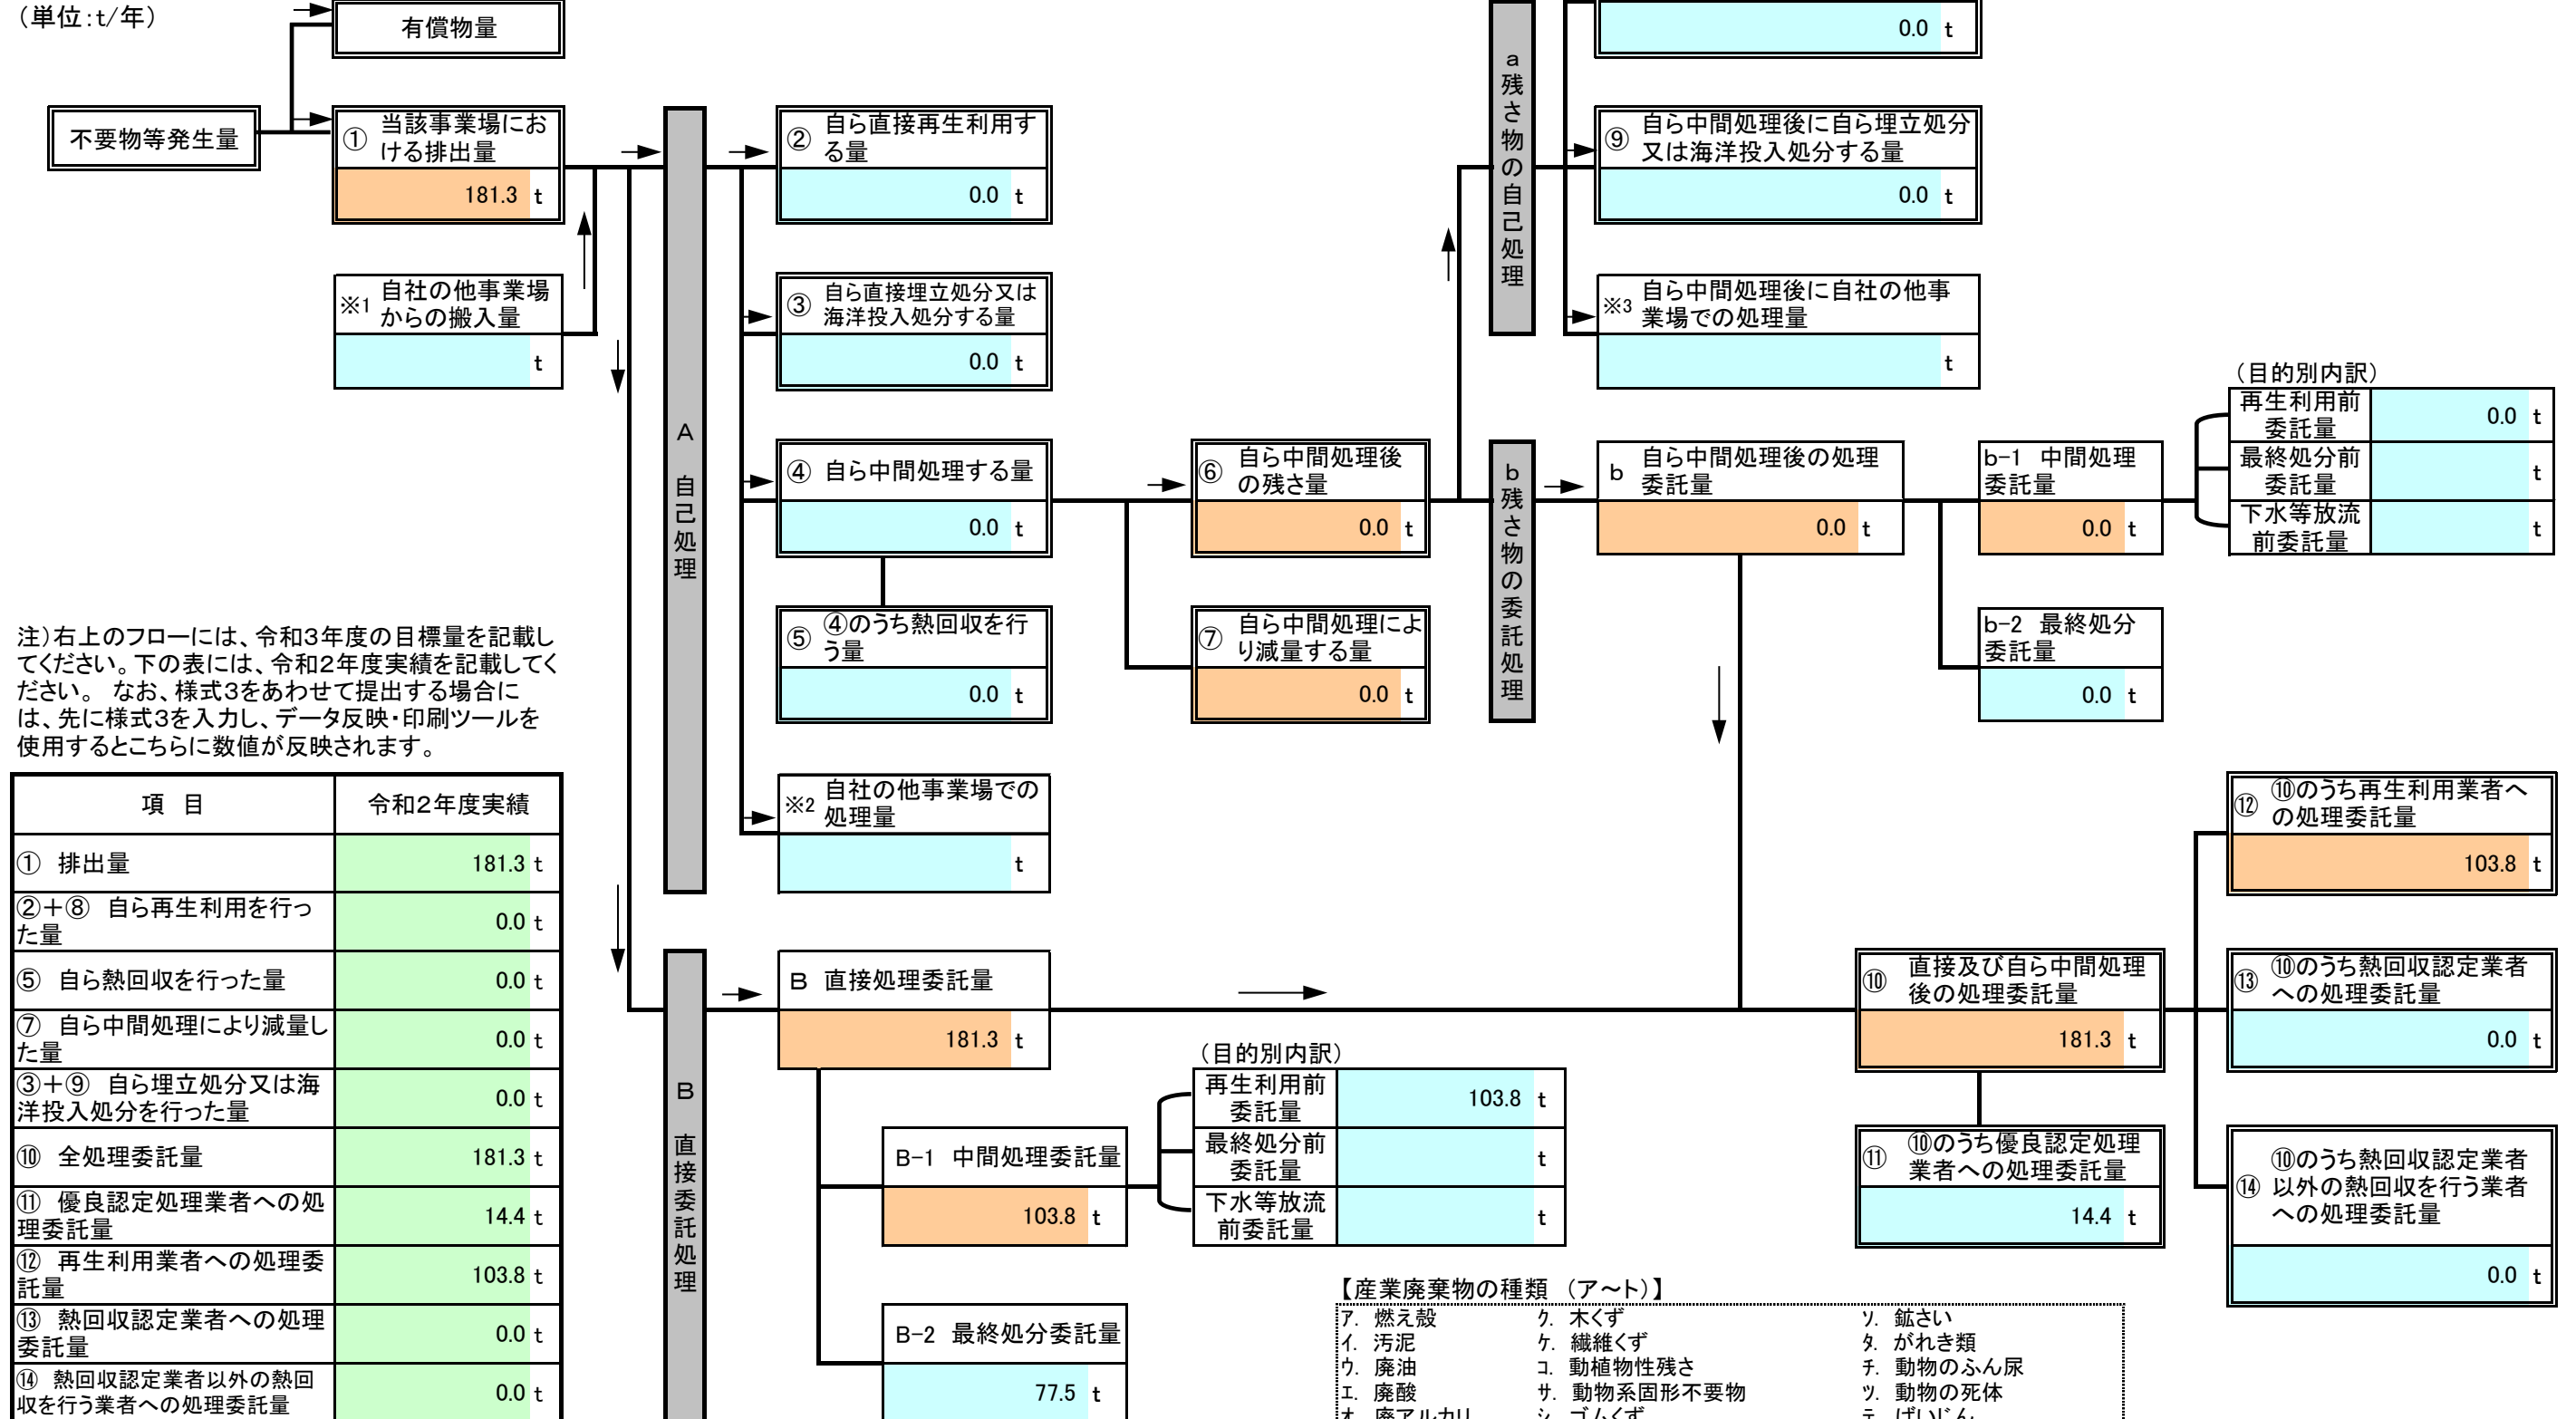 （単位：t/年）
有償物量
不要物等発生量
① 当該事業場にお
ける排出量
181.3 t
※1 自社の他事業場
からの搬入量
t
A 自己処理
② 自ら直接再生利用す
る量
0.0 t
③ 自ら直接埋立処分又は
海洋投入処分する量
0.0 t
④ 自ら中間処理する量
0.0 t
⑤ ④のうち熱回収を行
う量
0.0 t
※2 自社の他事業場での
処理量
t
⑥ 自ら中間処理後
の残さ量
0.0 t
⑦ 自ら中間処理によ
り減量する量
0.0 t
a 残さ物の自己処理
0.0 t
⑨ 自ら中間処理後に自ら埋立処分
又は海洋投入処分する量
0.0 t
※3 自ら中間処理後に自社の他事
業場での処理量
t
b 残さ物の委託処理
b 自ら中間処理後の処理
委託量
0.0 t
b-1 中間処理
委託量
0.0 t
b-2 最終処分
委託量
0.0 t
（目的別内訳）
再生利用前
委託量
0.0 t
最終処分前
委託量
t
下水等放流
前委託量
t
注）右上のフローには、令和３年度の目標量を記載し
てください。下の表には、令和２年度実績を記載してく
ださい。 なお、様式３をあわせて提出する場合に
は、先に様式３を入力し、データ反映・印刷ツールを
使用するとこちらに数値が反映されます。
項 目 令和２年度実績
① 排出量 181.3 t
②＋⑧ 自ら再生利用を行っ
た量 0.0 t
⑤ 自ら熱回収を行った量 0.0 t
⑦ 自ら中間処理により減量し
た量 0.0 t
③＋⑨ 自ら埋立処分又は海
洋投入処分を行った量 0.0 t
⑩ 全処理委託量 181.3 t
⑪ 優良認定処理業者への処
理委託量 14.4 t
⑫ 再生利用業者への処理委
託量 103.8 t
⑬ 熱回収認定業者への処理
委託量 0.0 t
⑭ 熱回収認定業者以外の熱回
収を行う業者への処理委託量 0.0 t
B 直接委託処理
B 直接処理委託量
181.3 t
B-1 中間処理委託量
103.8 t
B-2 最終処分委託量
77.5 t
（目的別内訳）
再生利用前
委託量
103.8 t
最終処分前
委託量
t
下水等放流
前委託量
t
⑩ 直接及び自ら中間処理
後の処理委託量
181.3 t
⑪ ⑩のうち優良認定処理
業者への処理委託量
14.4 t
⑫ ⑩のうち再生利用業者へ
の処理委託量
103.8 t
⑬ ⑩のうち熱回収認定業者
への処理委託量
0.0 t
⑭ ⑩のうち熱回収認定業者
以外の熱回収を行う業者
への処理委託量
0.0 t
【産業廃棄物の種類 （ア～ト）】
ｱ. 燃え殻 ｸ. 木くず ｿ. 鉱さい
ｲ. 汚泥 ｹ. 繊維くず ﾀ. がれき類
ｳ. 廃油 ｺ. 動植物性残さ ﾁ. 動物のふん尿
ｴ. 廃酸 ｻ. 動物系固形不要物 ﾂ. 動物の死体
ｵ. 廃アルカリ ｼ. ゴムくず ﾃ. ばいじん